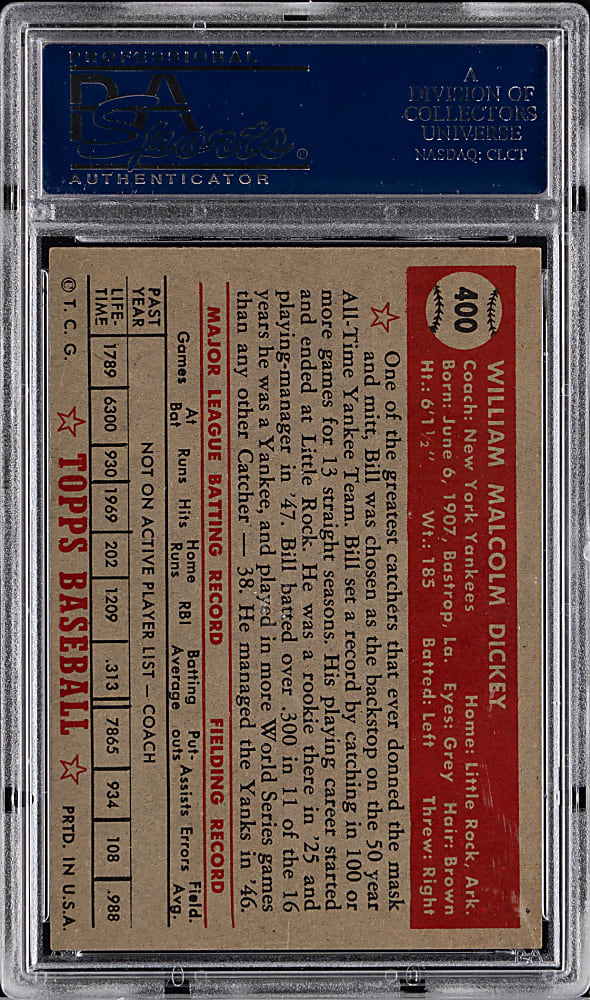 PROFESSIONAL
PSA
Sports ®
AUTHENTICATOR
A
DIVISION OF
COLLECTORS
UNIVERSE
NASDAQ: CLCT
400
WILLIAM MALCOLM DICKEY
Coach: New York Yankees Home: Little Rock, Ark.
Born: June 6, 1907, Bastrop, La. Eyes: Grey Hair: Brown
Ht.: 6'1½" Wt.: 185 Batted: Left Threw: Right
One of the greatest catchers that ever donned the mask
and mitt, Bill was chosen as the backstop on the 50 year
All-Time Yankee Team. Bill set a record by catching in 100 or
more games for 13 straight seasons. His playing career started
and ended at Little Rock. He was a rookie there in '25 and
playing-manager in '47. Bill batted over .300 in 11 of the 16
years he was a Yankee, and played in more World Series games
than any other Catcher — 38. He managed the Yanks in '46.
MAJOR LEAGUE BATTING RECORD FIELDING RECORD
Games At Bat Runs Hits Home Runs RBI Batting Average Put-outs Assists Errors Field. Avg.
PAST YEAR NOT ON ACTIVE PLAYER LIST — COACH
LIFE-TIME 1789 6300 930 1969 202 1209 .313 7865 934 108 .988
© T. C. G. TOPPS BASEBALL PRTD. IN U.S.A.